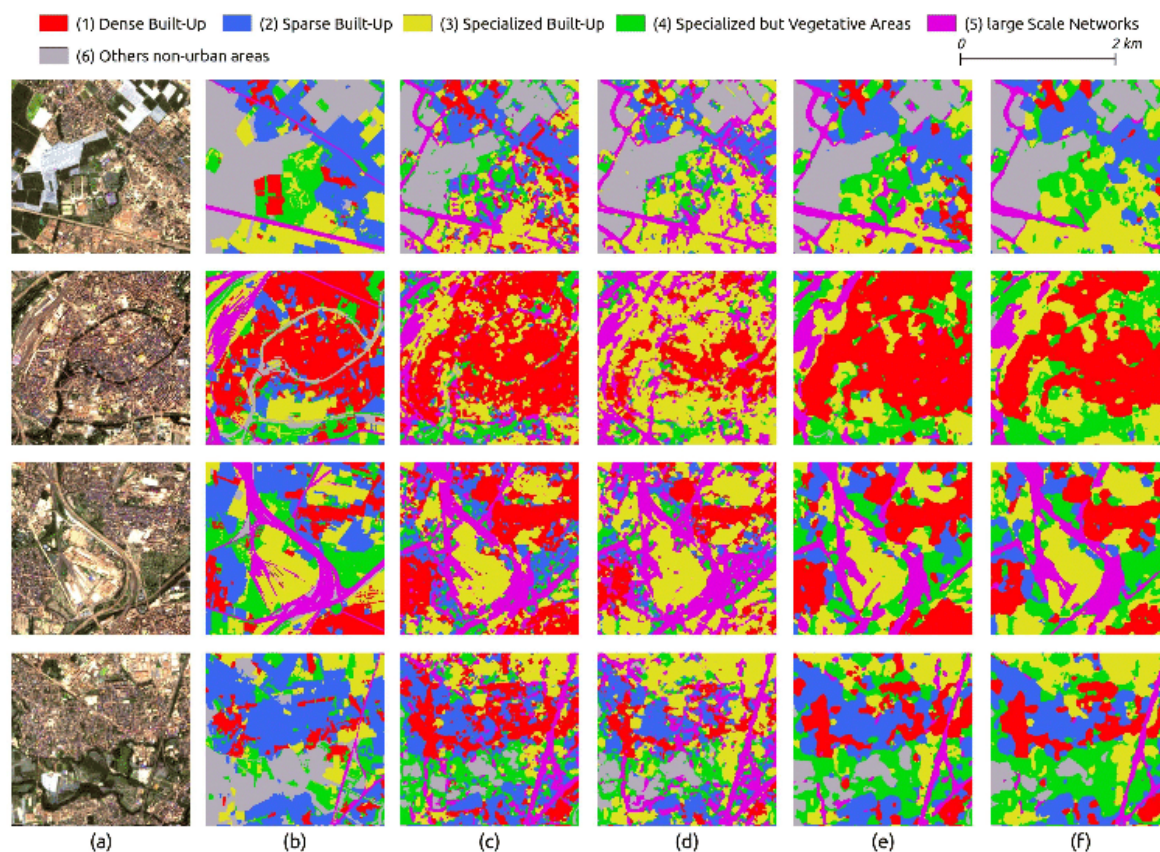 (1) Dense Built-Up (2) Sparse Built-Up (3) Specialized Built-Up (4) Specialized but Vegetative Areas (5) large Scale Networks
(6) Others non-urban areas 0 2 km
(a) (b) (c) (d) (e) (f)